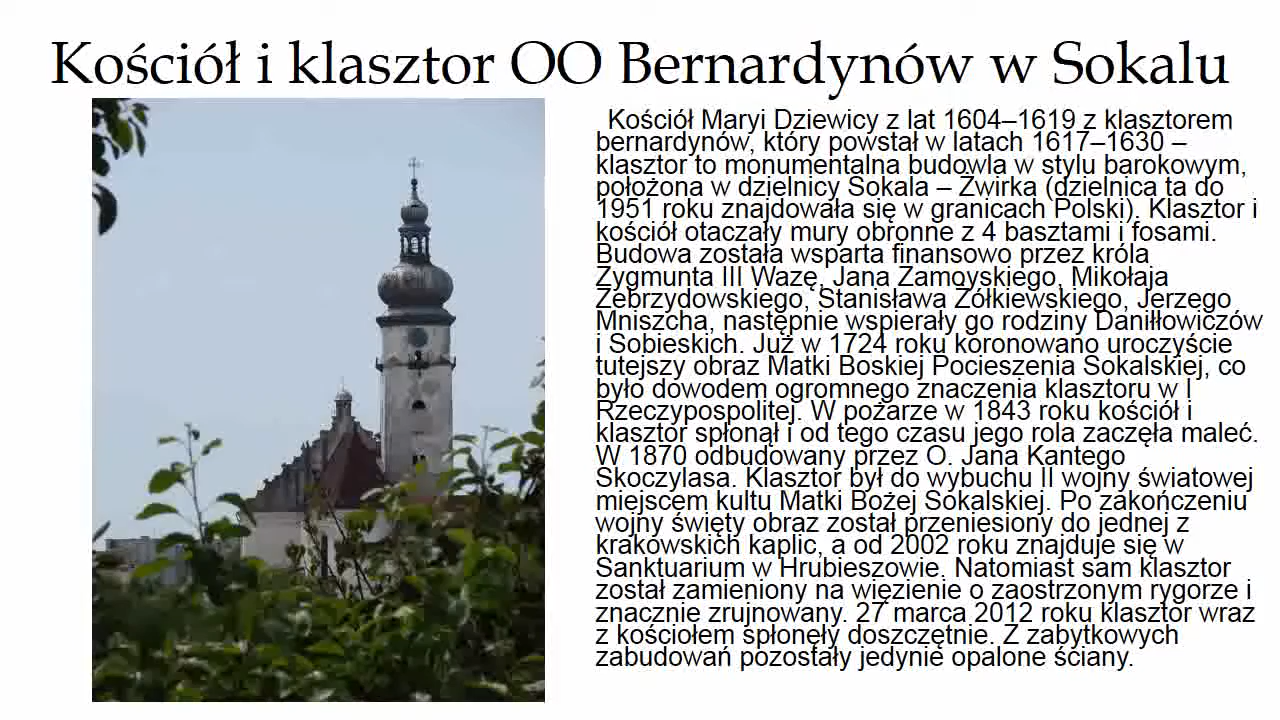 Kościół i klasztor OO Bernardynów w Sokalu
Kościół Maryi Dziewicy z lat 1604–1619 z klasztorem
bernardynów, który powstał w latach 1617–1630 –
klasztor to monumentalna budowla w stylu barokowym,
położona w dzielnicy Sokala – Żwirka (dzielnica ta do
1951 roku znajdowała się w granicach Polski). Klasztor i
kościół otaczały mury obronne z 4 basztami i fosami.
Budowa została wsparta finansowo przez króla
Zygmunta III Wazę, Jana Zamoyskiego, Mikołaja
Zebrzydowskiego, Stanisława Żółkiewskiego, Jerzego
Mniszcha, następnie wspierały go rodziny Daniłłowiczów
i Sobieskich. Już w 1724 roku koronowano uroczyście
tutejszy obraz Matki Boskiej Pocieszenia Sokalskiej, co
było dowodem ogromnego znaczenia klasztoru w I
Rzeczypospolitej. W pożarze w 1843 roku kościół i
klasztor spłonął i od tego czasu jego rola zaczęła maleć.
W 1870 odbudowany przez O. Jana Kantego
Skoczylasa. Klasztor był do wybuchu II wojny światowej
miejscem kultu Matki Bożej Sokalskiej. Po zakończeniu
wojny święty obraz został przeniesiony do jednej z
krakowskich kaplic, a od 2002 roku znajduje się w
Sanktuarium w Hrubieszowie. Natomiast sam klasztor
został zamieniony na więzienie o zaostrzonym rygorze i
znacznie zrujnowany. 27 marca 2012 roku klasztor wraz
z kościołem spłonęły doszczętnie. Z zabytkowych
zabudowań pozostały jedynie opalone ściany.